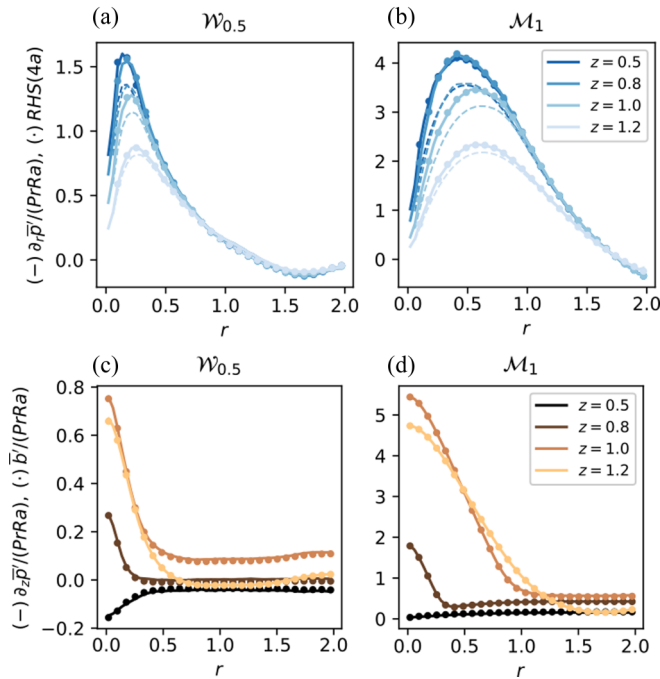 (a) 𝒲₀.₅
(−) ∂ᵣp̅′/(PrRa), (·) RHS(4a)
1.5
1.0
0.5
0.0
0.0 0.5 1.0 1.5 2.0
r
(b) ℳ₁
4
3
2
1
0
z = 0.5
z = 0.8
z = 1.0
z = 1.2
0.0 0.5 1.0 1.5 2.0
r
(c) 𝒲₀.₅
(−) ∂_zp̅′/(PrRa), (·) b̅′/(PrRa)
0.8
0.6
0.4
0.2
0.0
−0.2
0.0 0.5 1.0 1.5 2.0
r
(d) ℳ₁
5
4
3
2
1
0
z = 0.5
z = 0.8
z = 1.0
z = 1.2
0.0 0.5 1.0 1.5 2.0
r